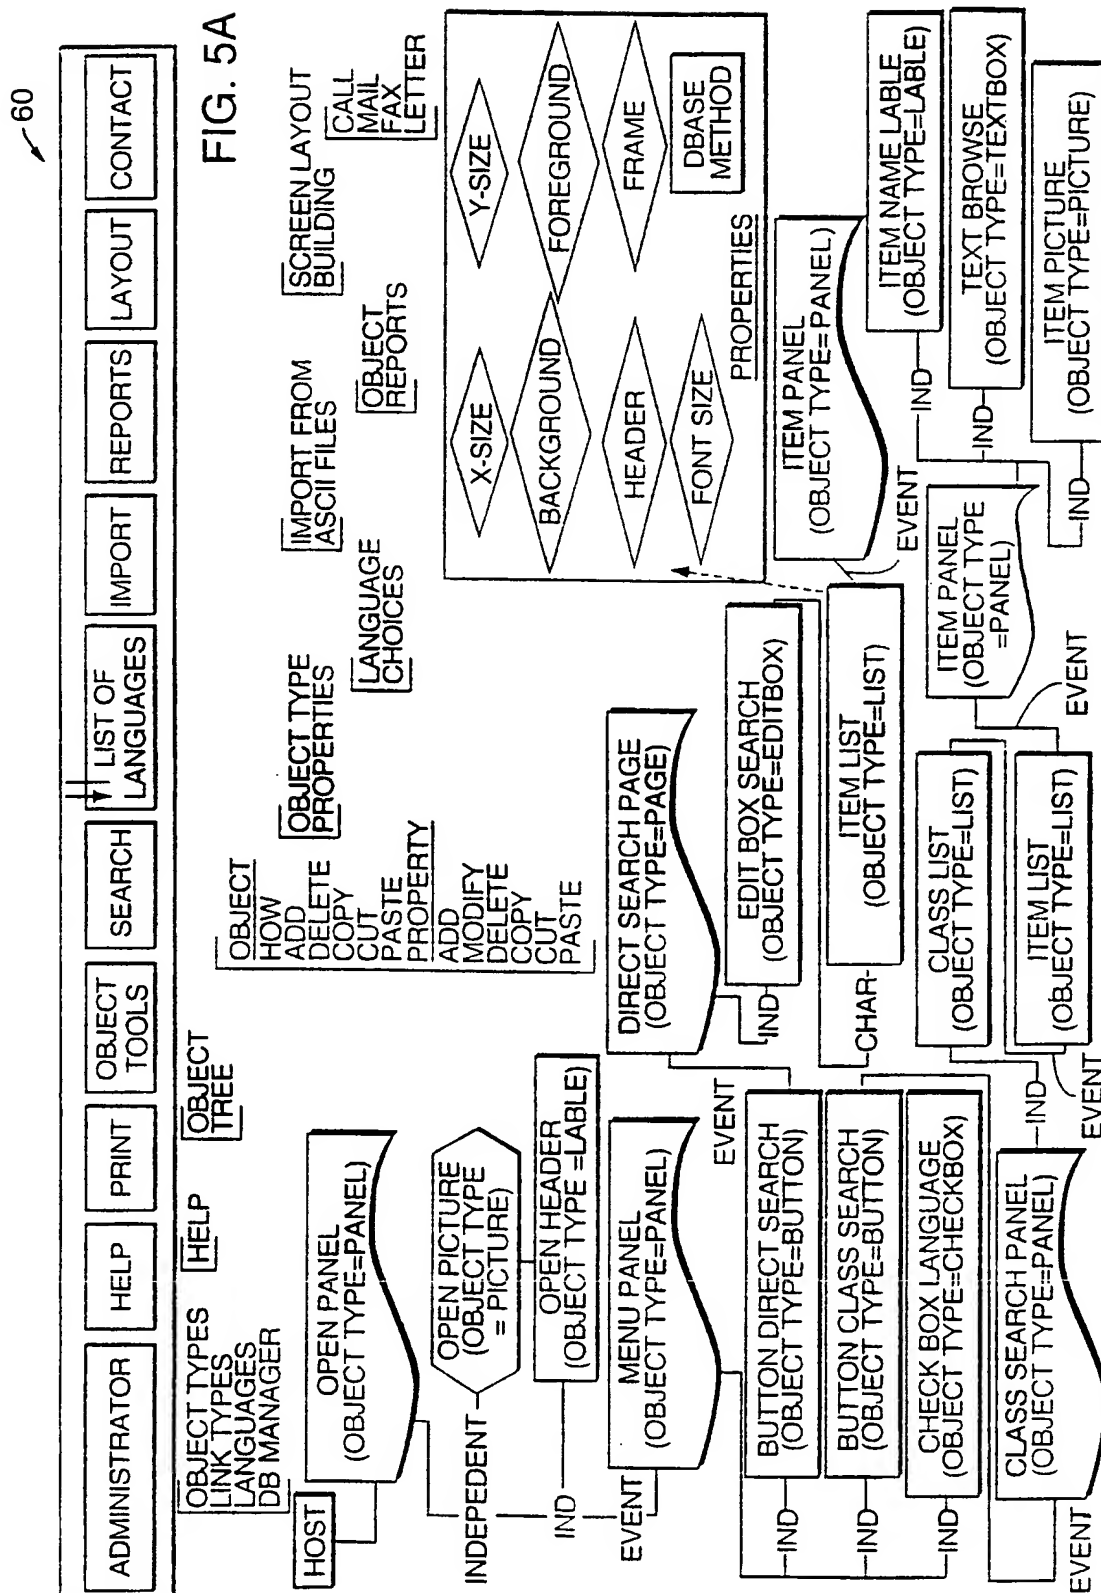 60
ADMINISTRATOR
HELP
PRINT
OBJECT
TOOLS
SEARCH
LIST OF
LANGUAGES
IMPORT
REPORTS
LAYOUT
CONTACT
FIG. 5A
OBJECT TYPES
LINK TYPES
LANGUAGES
DB MANAGER
HELP
OBJECT
TREE
OBJECT
HOW
ADD
DELETE
COPY
CUT
PASTE
PROPERTY
ADD
MODIFY
DELETE
COPY
CUT
PASTE
OBJECT TYPE
PROPERTIES
LANGUAGE
CHOICES
IMPORT FROM
ASCII FILES
OBJECT
REPORTS
SCREEN LAYOUT
BUILDING
CALL
MAIL
FAX
LETTER
HOST
OPEN PANEL
(OBJECT TYPE=PANEL)
INDEPEDENT
OPEN PICTURE
(OBJECT TYPE
= PICTURE)
IND
OPEN HEADER
(OBJECT TYPE =LABLE)
EVENT
MENU PANEL
(OBJECT TYPE=PANEL)
EVENT
IND
BUTTON DIRECT SEARCH
(OBJECT TYPE=BUTTON)
IND
BUTTON CLASS SEARCH
(OBJECT TYPE=BUTTON)
IND
CHECK BOX LANGUAGE
(OBJECT TYPE=CHECKBOX)
EVENT
CLASS SEARCH PANEL
(OBJECT TYPE=PANEL)
DIRECT SEARCH PAGE
(OBJECT TYPE=PAGE)
IND
EDIT BOX SEARCH
(OBJECT TYPE=EDITBOX)
CHAR
ITEM LIST
(OBJECT TYPE=LIST)
IND
CLASS LIST
(OBJECT TYPE=LIST)
EVENT
ITEM LIST
(OBJECT TYPE=LIST)
X-SIZE
Y-SIZE
BACKGROUND
FOREGROUND
HEADER
FRAME
FONT SIZE
DBASE
METHOD
PROPERTIES
EVENT
ITEM PANEL
(OBJECT TYPE=PANEL)
EVENT
ITEM PANEL
(OBJECT TYPE
=PANEL)
IND
ITEM NAME LABLE
(OBJECT TYPE=LABLE)
IND
TEXT BROWSE
(OBJECT TYPE=TEXTBOX)
IND
ITEM PICTURE
(OBJECT TYPE=PICTURE)